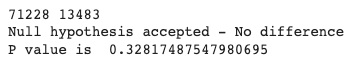 71228 13483
Null hypothesis accepted - No difference
P value is  0.32817487547980695